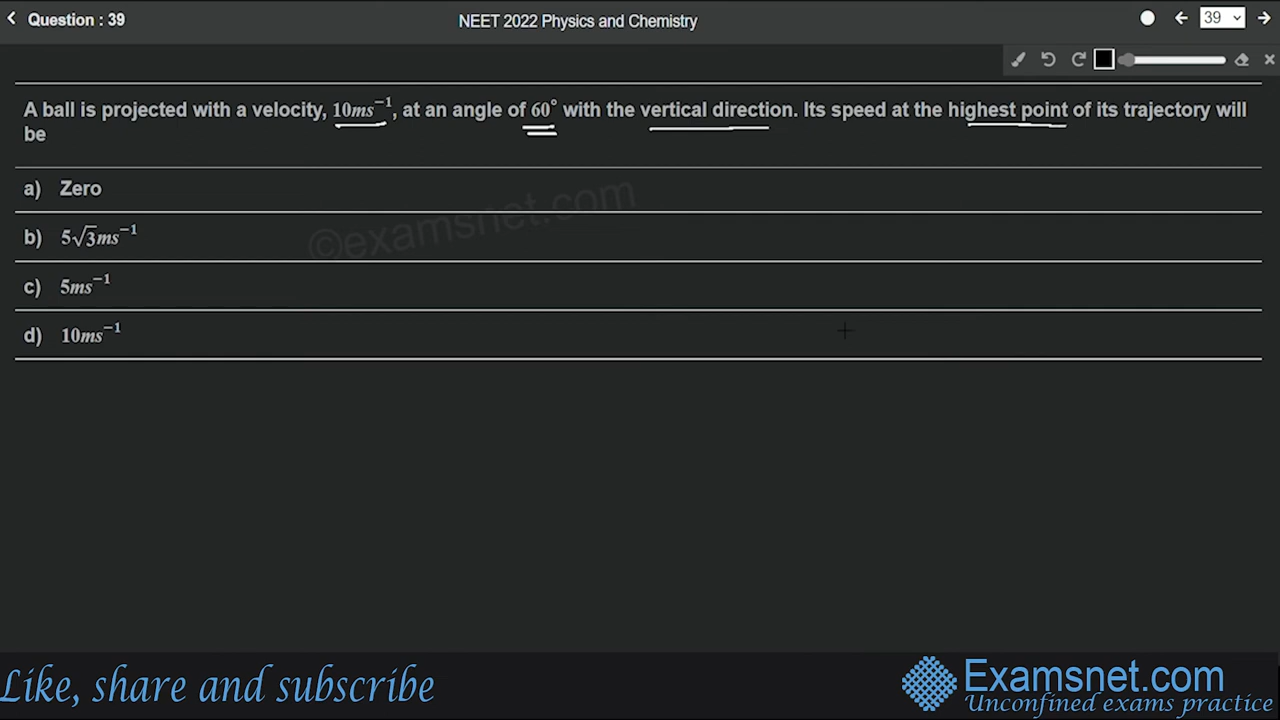 Question : 39
NEET 2022 Physics and Chemistry
39
A ball is projected with a velocity, 10ms⁻¹, at an angle of 60° with the vertical direction. Its speed at the highest point of its trajectory will
be
a) Zero
©examsnet.com
b) 5√3ms⁻¹
c) 5ms⁻¹
d) 10ms⁻¹
Like, share and subscribe
Examsnet.com
Unconfined exams practice